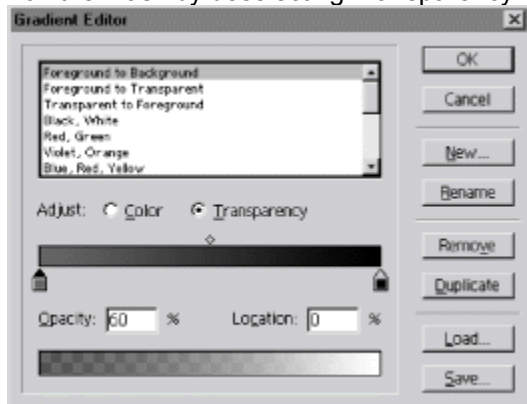 Gradient Editor
Foreground to Background
Foreground to Transparent
Transparent to Foreground
Black, White
Red, Green
Violet, Orange
Blue, Red, Yellow
Adjust: Color Transparency
Opacity: 60 % Location: 0 %
OK
Cancel
New...
Rename
Remove
Duplicate
Load...
Save...